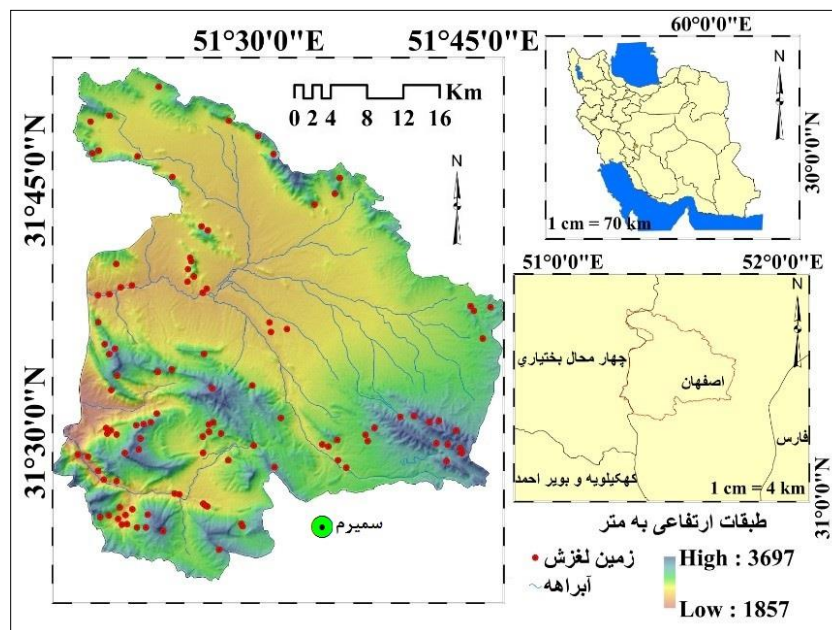 51°30'0"E
51°45'0"E
31°45'0"N
31°30'0"N
Km
0 2 4 8 12 16
N
سميرم
60°0'0"E
30°0'0"N
N
1 cm = 70 km
51°0'0"E
52°0'0"E
31°0'0"N
N
چهار محال بختياري
اصفهان
فارس
كهكيلويه و بوير احمد
1 cm = 4 km
طبقات ارتفاعی به متر
زمين لغزش
آبراهه
High : 3697
Low : 1857